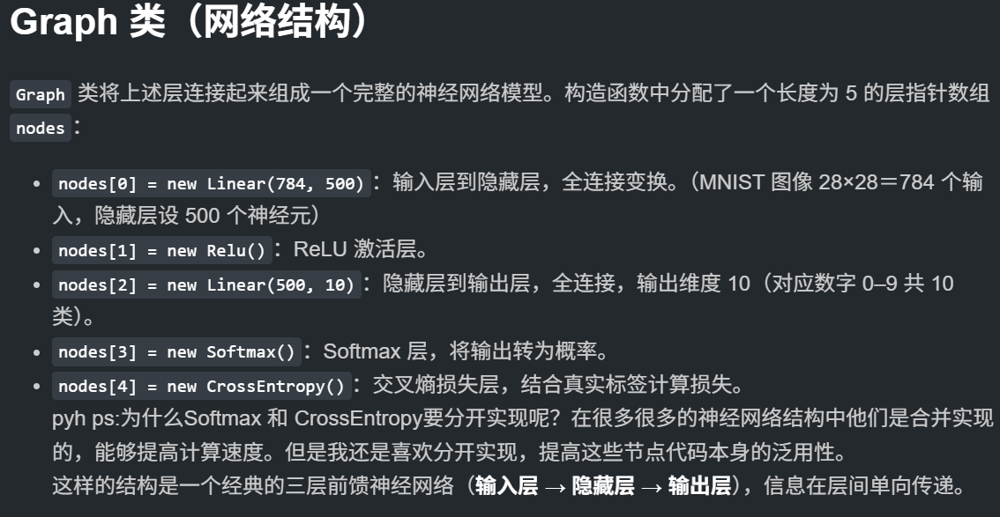 Graph 类（网络结构）
Graph 类将上述层连接起来组成一个完整的神经网络模型。构造函数中分配了一个长度为 5 的层指针数组
nodes：
nodes[0] = new Linear(784, 500)：输入层到隐藏层，全连接变换。（MNIST 图像 28×28＝784 个输
入，隐藏层设 500 个神经元）
nodes[1] = new Relu()：ReLU 激活层。
nodes[2] = new Linear(500, 10)：隐藏层到输出层，全连接，输出维度 10（对应数字 0–9 共 10
类）。
nodes[3] = new Softmax()：Softmax 层，将输出转为概率。
nodes[4] = new CrossEntropy()：交叉熵损失层，结合真实标签计算损失。
pyh ps:为什么Softmax 和 CrossEntropy要分开实现呢？在很多很多的神经网络结构中他们是合并实现
的，能够提高计算速度。但是我还是喜欢分开实现，提高这些节点代码本身的泛用性。
这样的结构是一个经典的三层前馈神经网络（输入层 → 隐藏层 → 输出层），信息在层间单向传递。